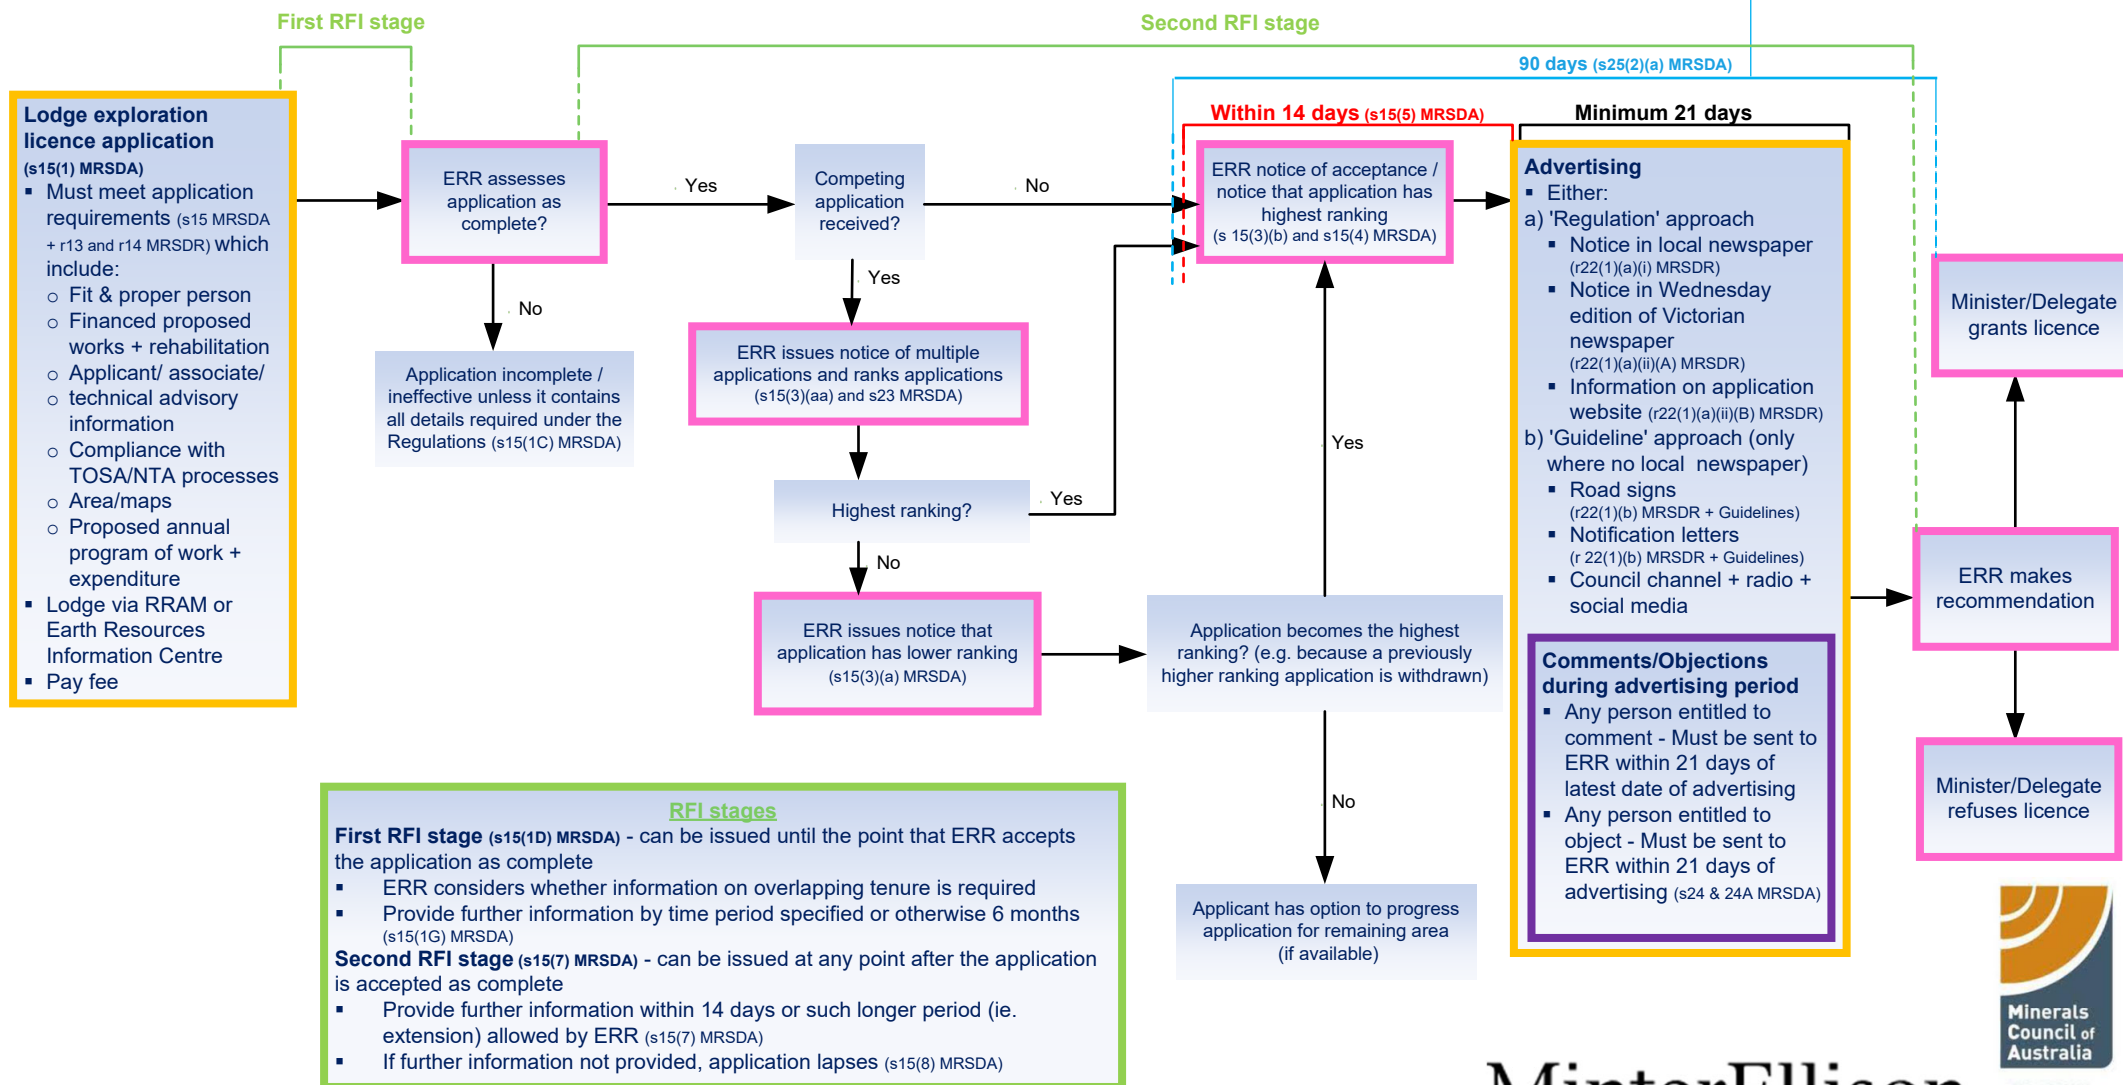 First RFI stage
Second RFI stage
90 days (s25(2)(a) MRSDA)
Within 14 days (s15(5) MRSDA)
Minimum 21 days
Lodge exploration
licence application
(s15(1) MRSDA)
▪ Must meet application
requirements (s15 MRSDA
+ r13 and r14 MRSDR) which
include:
o Fit & proper person
o Financed proposed
works + rehabilitation
o Applicant/ associate/
o technical advisory
information
o Compliance with
TOSA/NTA processes
o Area/maps
o Proposed annual
program of work +
expenditure
▪ Lodge via RRAM or
Earth Resources
Information Centre
▪ Pay fee
ERR assesses
application as
complete?
Yes
No
Application incomplete /
ineffective unless it contains
all details required under the
Regulations (s15(1C) MRSDA)
Competing
application
received?
No
Yes
ERR issues notice of multiple
applications and ranks applications
(s15(3)(aa) and s23 MRSDA)
Highest ranking?
Yes
No
ERR issues notice that
application has lower ranking
(s15(3)(a) MRSDA)
ERR notice of acceptance /
notice that application has
highest ranking
(s 15(3)(b) and s15(4) MRSDA)
Yes
Application becomes the highest
ranking? (e.g. because a previously
higher ranking application is withdrawn)
No
Applicant has option to progress
application for remaining area
(if available)
Advertising
▪ Either:
a) 'Regulation' approach
▪ Notice in local newspaper
(r22(1)(a)(i) MRSDR)
▪ Notice in Wednesday
edition of Victorian
newspaper
(r22(1)(a)(ii)(A) MRSDR)
▪ Information on application
website (r22(1)(a)(ii)(B) MRSDR)
b) 'Guideline' approach (only
where no local newspaper)
▪ Road signs
(r22(1)(b) MRSDR + Guidelines)
▪ Notification letters
(r 22(1)(b) MRSDR + Guidelines)
▪ Council channel + radio +
social media
Comments/Objections
during advertising period
▪ Any person entitled to
comment - Must be sent to
ERR within 21 days of
latest date of advertising
▪ Any person entitled to
object - Must be sent to
ERR within 21 days of
advertising (s24 & 24A MRSDA)
Minister/Delegate
grants licence
ERR makes
recommendation
Minister/Delegate
refuses licence
RFI stages
First RFI stage (s15(1D) MRSDA) - can be issued until the point that ERR accepts
the application as complete
▪ ERR considers whether information on overlapping tenure is required
▪ Provide further information by time period specified or otherwise 6 months
(s15(1G) MRSDA)
Second RFI stage (s15(7) MRSDA) - can be issued at any point after the application
is accepted as complete
▪ Provide further information within 14 days or such longer period (ie.
extension) allowed by ERR (s15(7) MRSDA)
▪ If further information not provided, application lapses (s15(8) MRSDA)
Minerals
Council of
Australia
MinterEllison